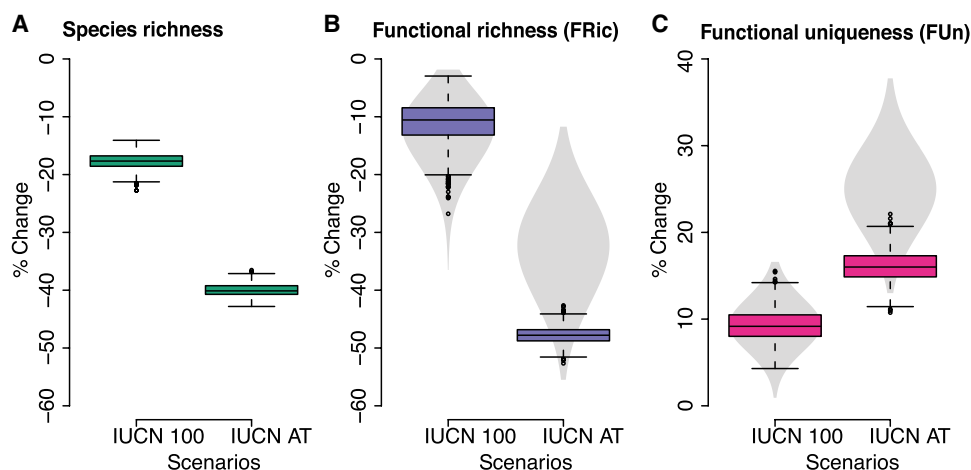 A Species richness
% Change
0
−10
−20
−30
−40
−50
−60
IUCN 100 IUCN AT
Scenarios
B Functional richness (FRic)
% Change
0
−10
−20
−30
−40
−50
−60
IUCN 100 IUCN AT
Scenarios
C Functional uniqueness (FUn)
% Change
40
30
20
10
0
IUCN 100 IUCN AT
Scenarios